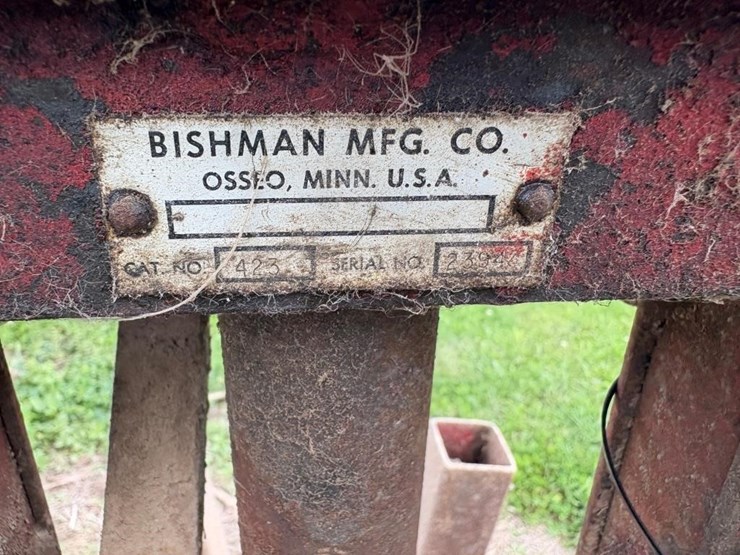 BISHMAN MFG. CO.
OSSEO, MINN. U.S.A.
CAT. NO. 423 SERIAL NO.